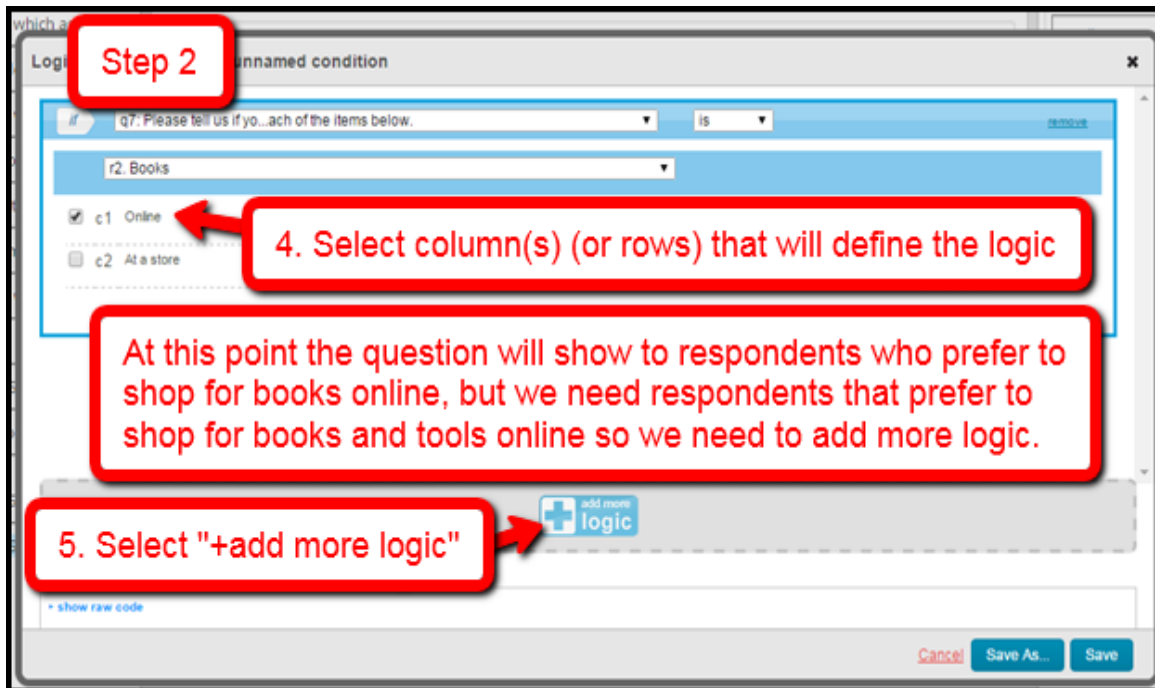 which a
Logi
Step 2
unnamed condition
x
if
q7: Please tell us if yo...ach of the items below.
is
remove
r2. Books
c1 Online
4. Select column(s) (or rows) that will define the logic
c2 At a store
At this point the question will show to respondents who prefer to
shop for books online, but we need respondents that prefer to
shop for books and tools online so we need to add more logic.
add more
logic
5. Select "+add more logic"
+ show raw code
Cancel
Save As...
Save